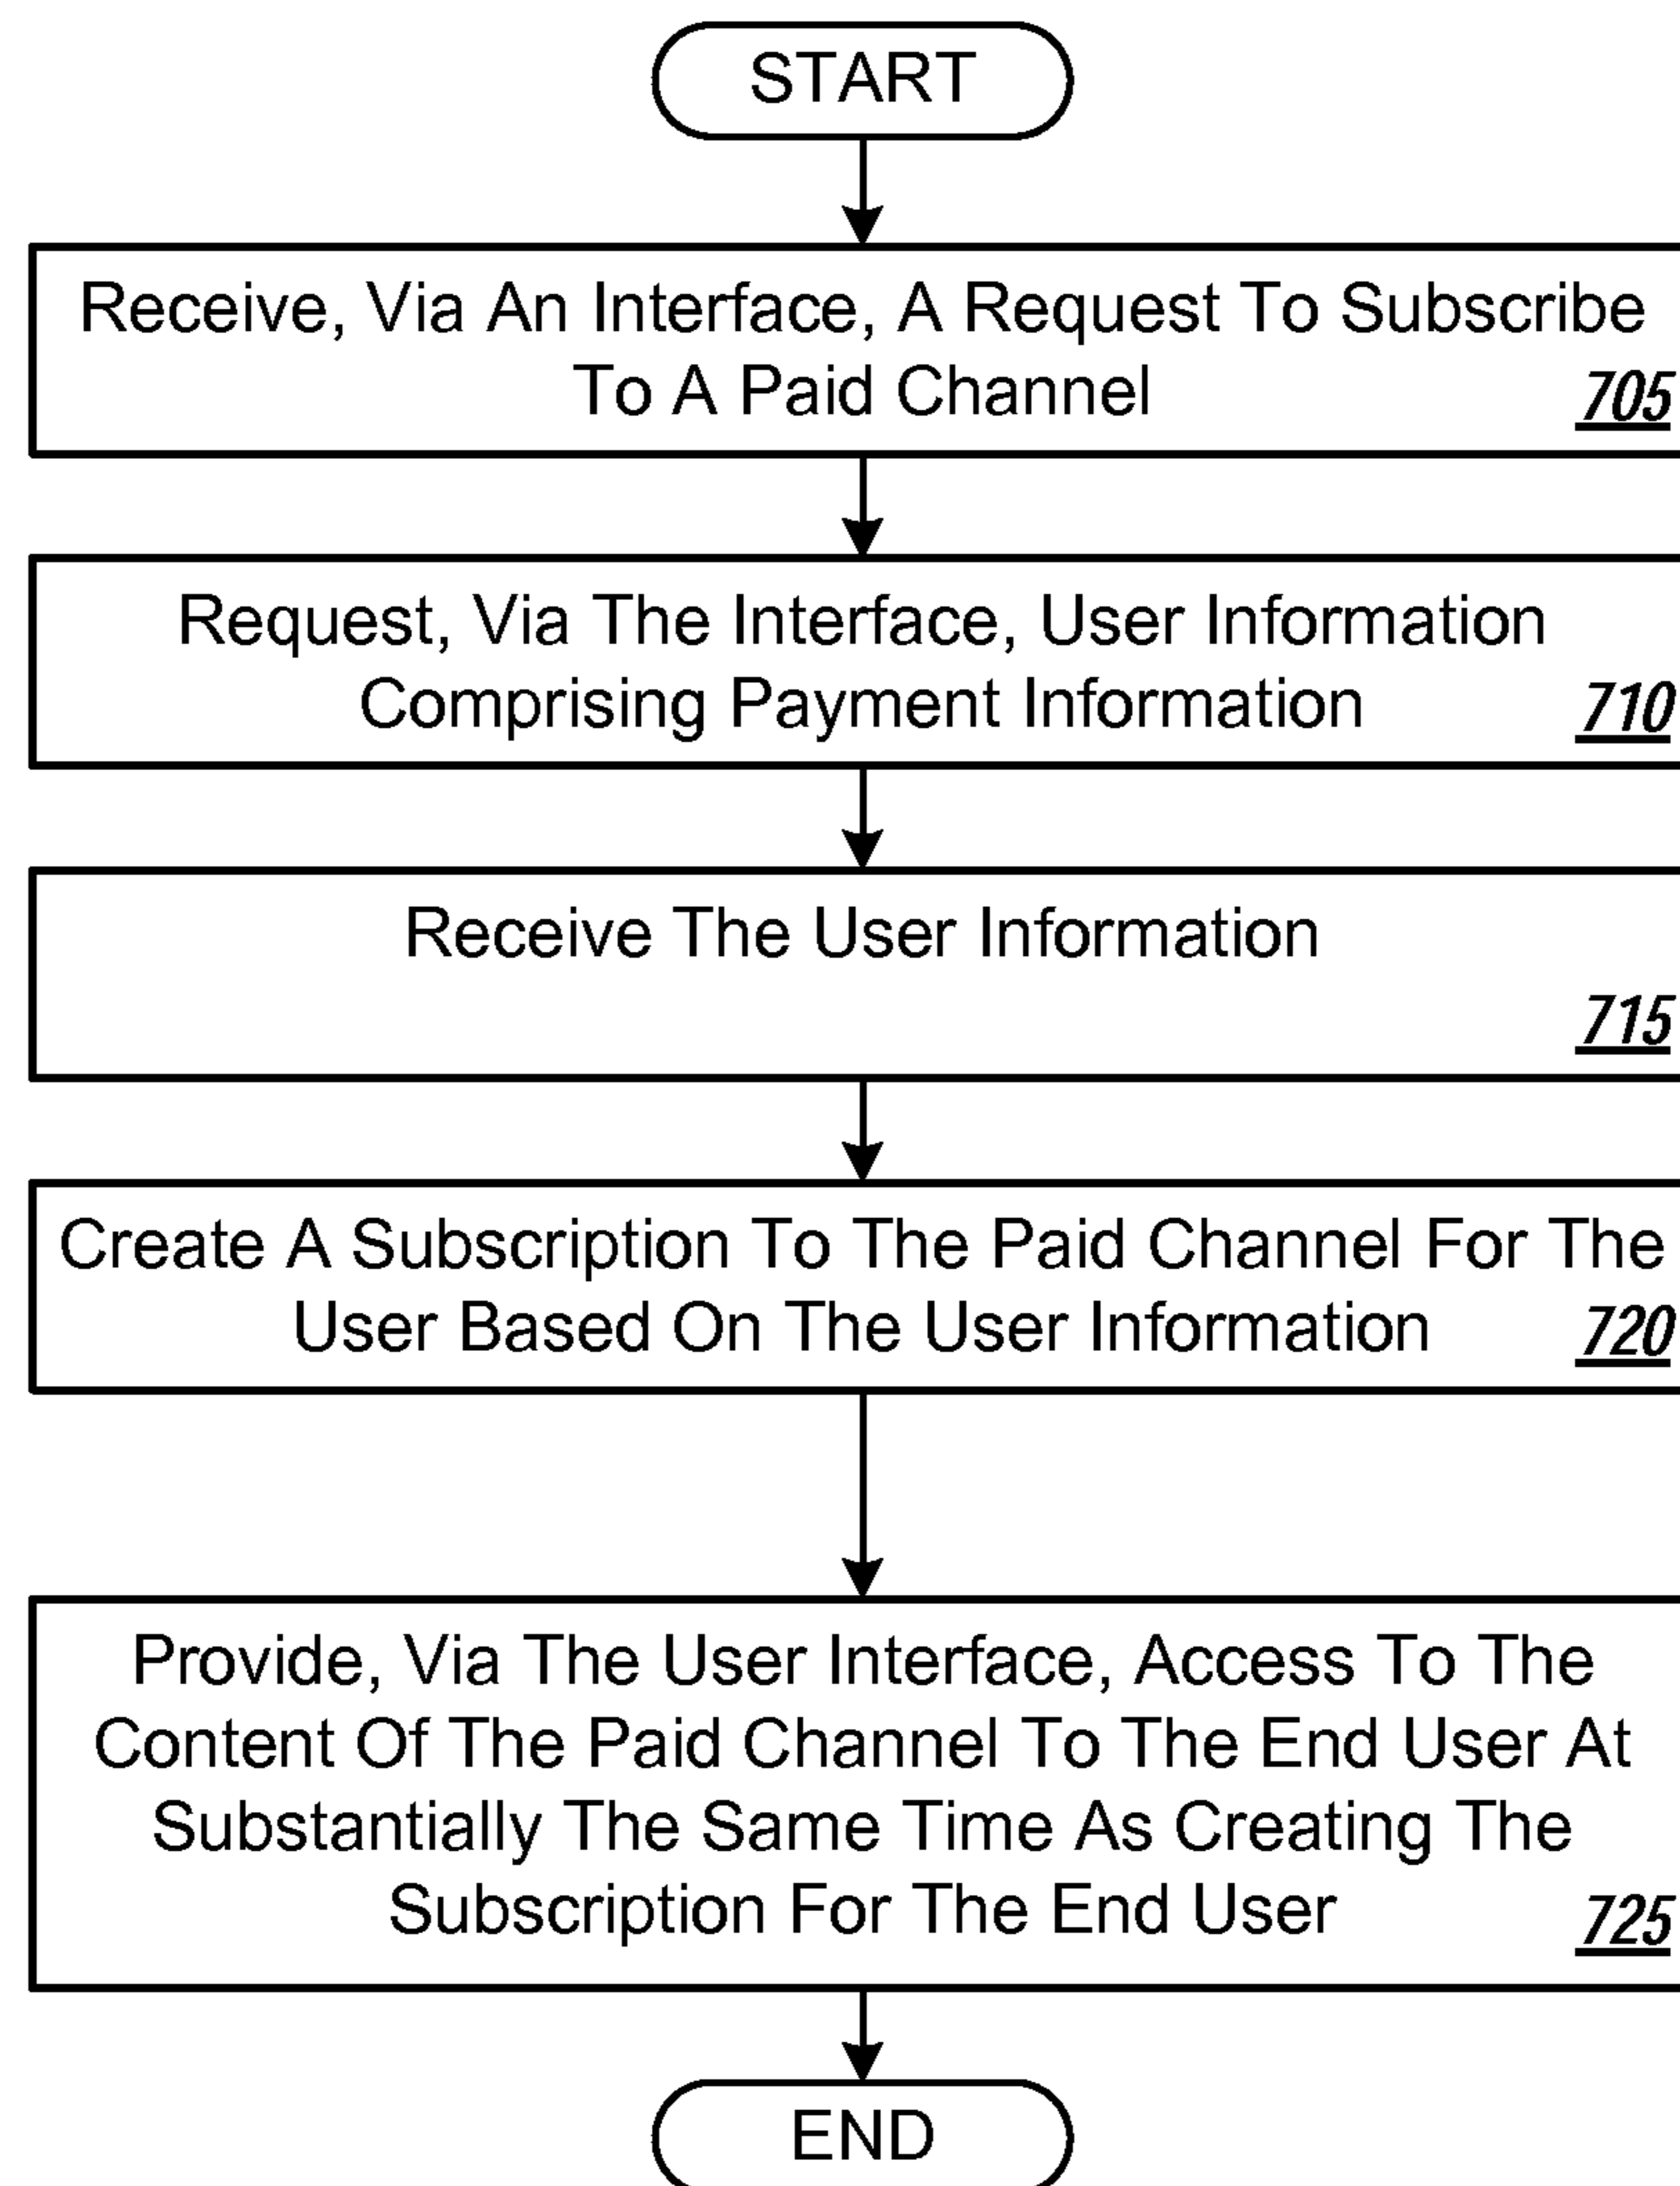 START
Receive, Via An Interface, A Request To Subscribe
To A Paid Channel
705
Request, Via The Interface, User Information
Comprising Payment Information
710
Receive The User Information
715
Create A Subscription To The Paid Channel For The
User Based On The User Information
720
Provide, Via The User Interface, Access To The
Content Of The Paid Channel To The End User At
Substantially The Same Time As Creating The
Subscription For The End User
725
END